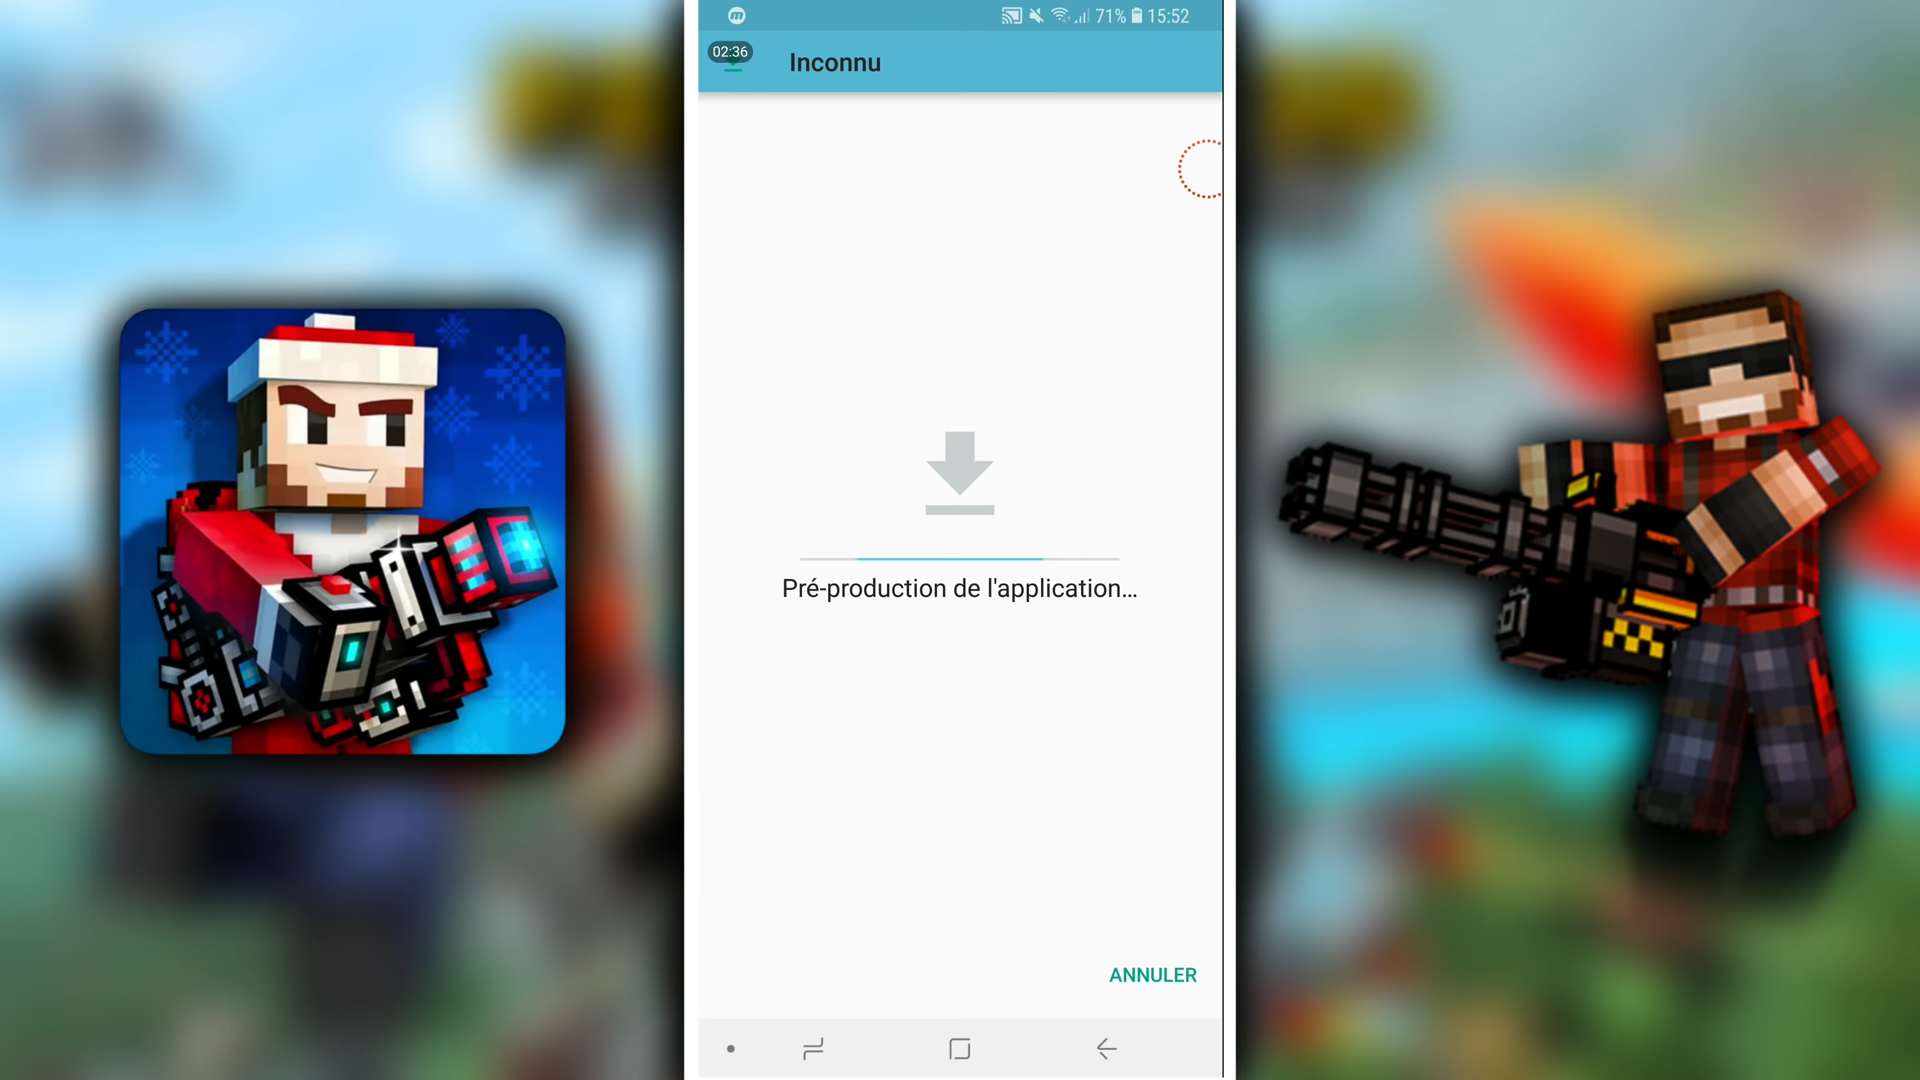 71% 15:52
02:36
Inconnu
Pré-production de l'application...
ANNULER